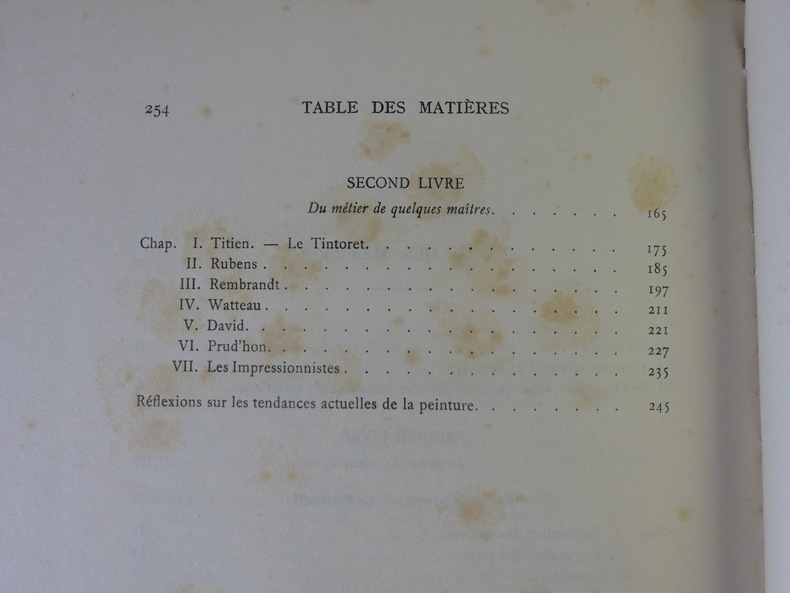 254 TABLE DES MATIÈRES
SECOND LIVRE
Du métier de quelques maîtres. . . . . . . 165
Chap. I. Titien. — Le Tintoret. . . . . . . . . . . . . 175
II. Rubens . . . . . . . . . . . . . . . . . . 185
III. Rembrandt . . . . . . . . . . . . . . . . . 197
IV. Watteau . . . . . . . . . . . . . . . . . . 211
V. David. . . . . . . . . . . . . . . . . . . 221
VI. Prud'hon. . . . . . . . . . . . . . . . . . 227
VII. Les Impressionnistes . . . . . . . . . . . . . . 235
Réflexions sur les tendances actuelles de la peinture. . . . . . . . 245